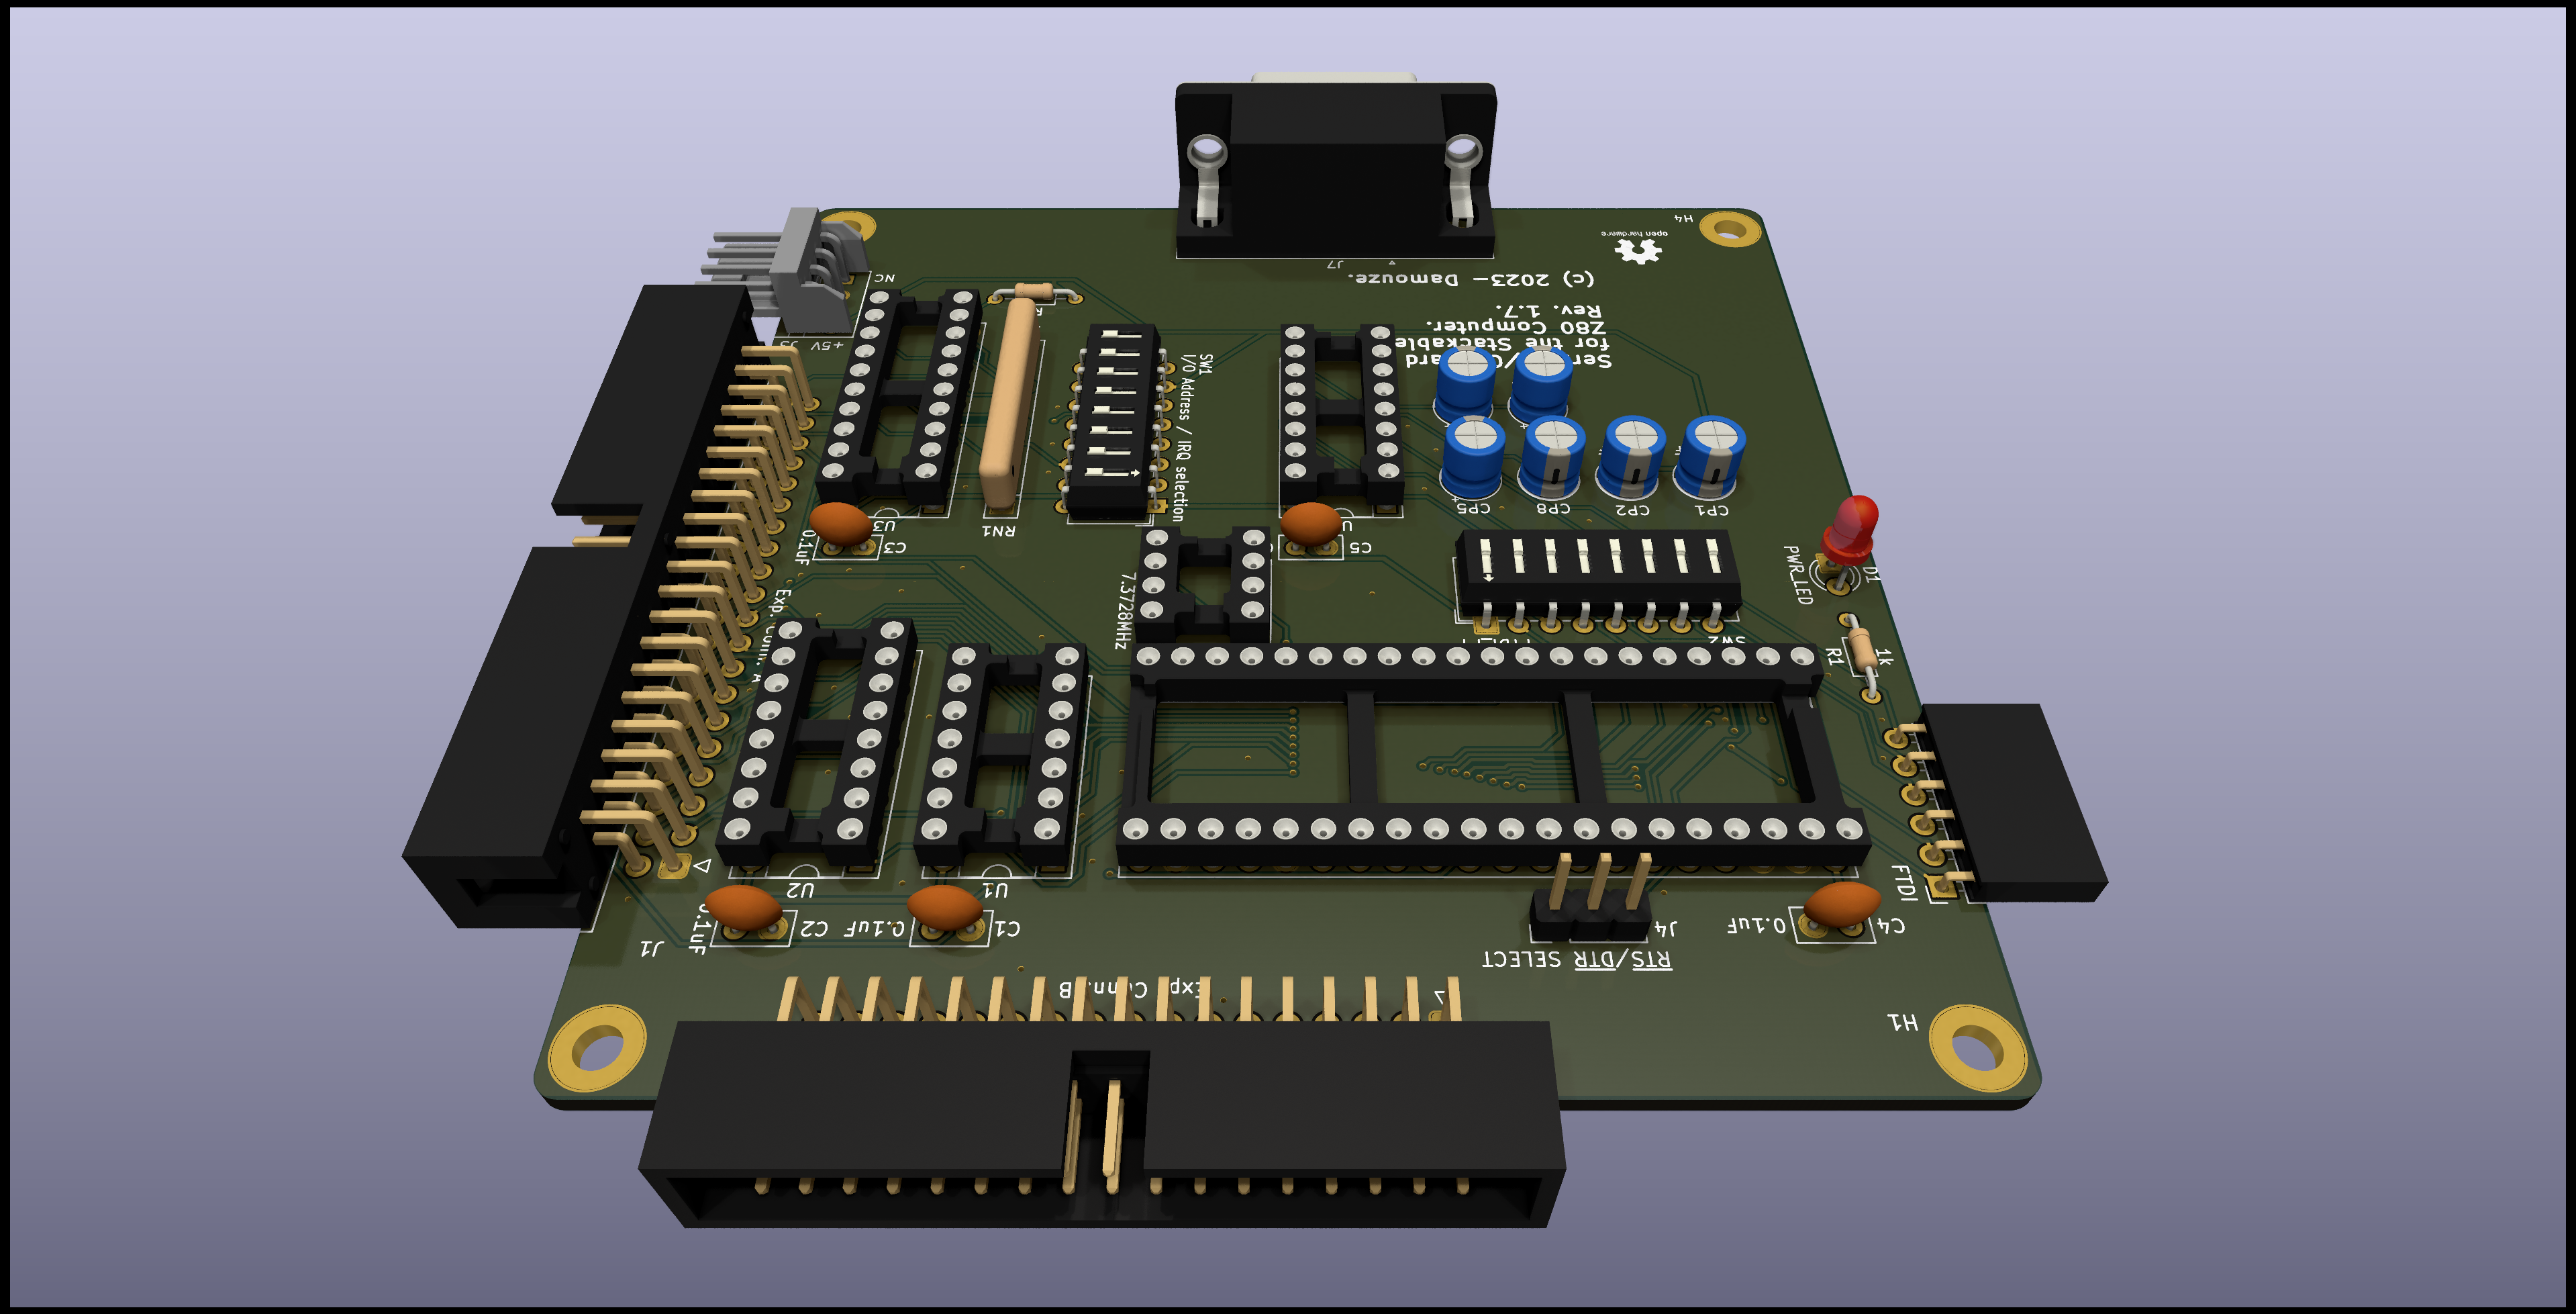 H4
open hardware
J7
(c) 2023- Damouze.
Rev. 1.7.
Z80 Computer.
for the Stackable
NC
+5V
SW1
I/O Address / IRQ selection
CP5
CP8
CP2
CP1
U3
C3
0.1uF
RN1
C5
7.3728MHz
PWR_LED
D1
SW2
R1
1k
FTDI
U2
U1
C2
0.1uF
C1
0.1uF
J1
J4
RTS/DTR SELECT
C4
0.1uF
H1